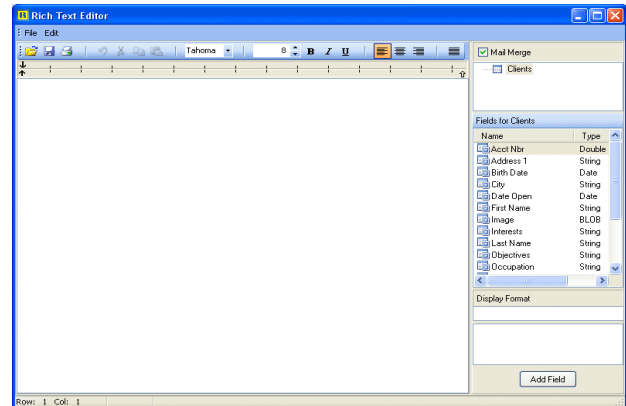 Rich Text Editor
File Edit
Tahoma 8 B I U
Mail Merge
Clients
Fields for Clients
Name Type
Acct Nbr Double
Address 1 String
Birth Date Date
City String
Date Open Date
First Name String
Image BLOB
Interests String
Last Name String
Objectives String
Occupation String
Display Format
Add Field
Row: 1 Col: 1